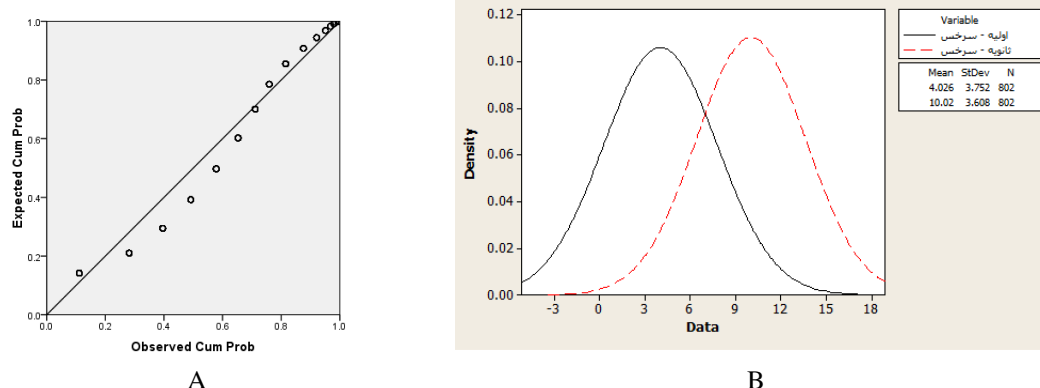 1.0
0.8
0.6
0.4
0.2
0.0
0.0 0.2 0.4 0.6 0.8 1.0
Expected Cum Prob
Observed Cum Prob
A
0.12
0.10
0.08
0.06
0.04
0.02
0.00
-3 0 3 6 9 12 15 18
Density
Data
Variable
اولیه - سرخس
ثانویه - سرخس
Mean StDev N
4.026 3.752 802
10.02 3.608 802
B